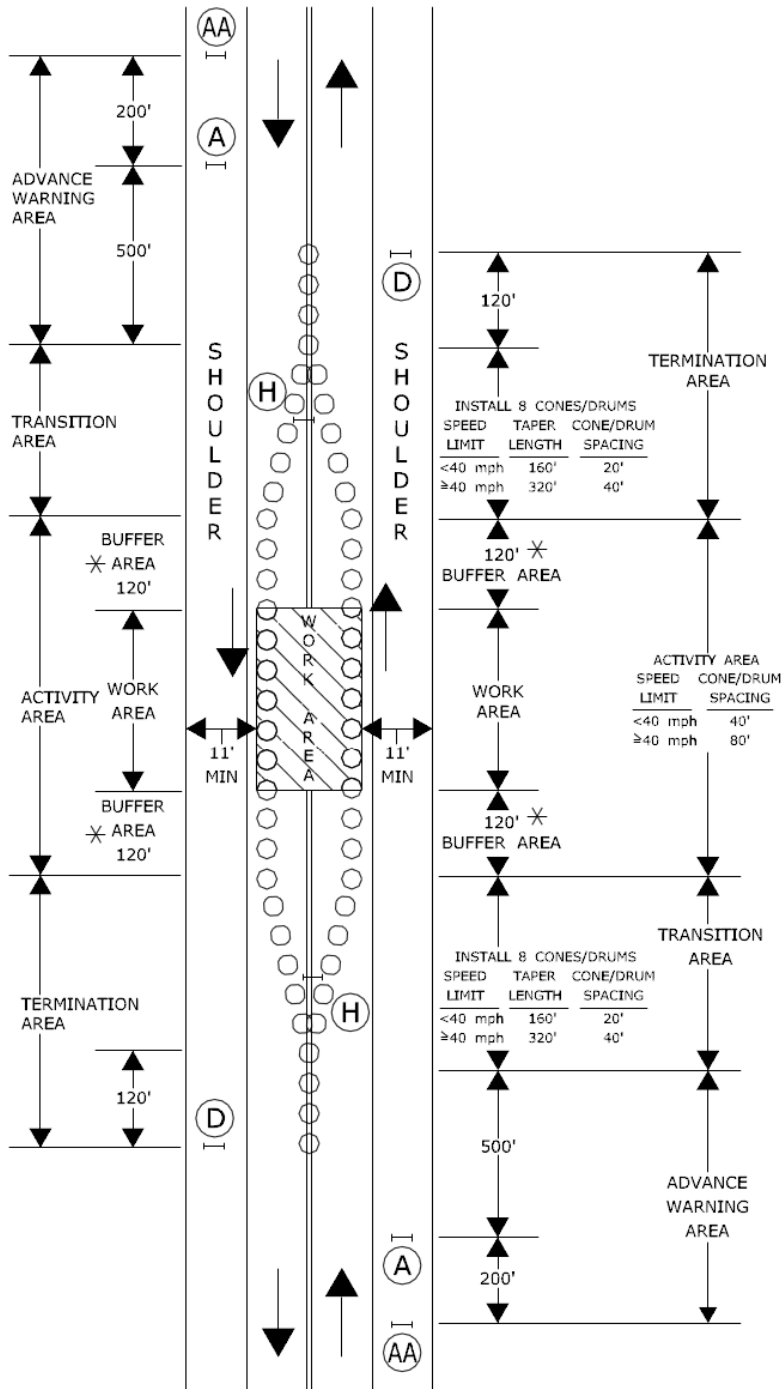 AA
200'
A
ADVANCE
WARNING
AREA
500'
D
120'
TERMINATION
AREA
SHOULDER
SHOULDER
H
TRANSITION
AREA
INSTALL 8 CONES/DRUMS
SPEED LIMIT TAPER LENGTH CONE/DRUM SPACING
<40 mph 160' 20'
≥40 mph 320' 40'
BUFFER
* AREA
120'
120' *
BUFFER AREA
WORK AREA
ACTIVITY
AREA
WORK
AREA
WORK
AREA
ACTIVITY AREA
SPEED LIMIT CONE/DRUM SPACING
<40 mph 40'
≥40 mph 80'
11'
MIN
11'
MIN
BUFFER
* AREA
120'
120' *
BUFFER AREA
TRANSITION
AREA
INSTALL 8 CONES/DRUMS
SPEED LIMIT TAPER LENGTH CONE/DRUM SPACING
<40 mph 160' 20'
≥40 mph 320' 40'
TERMINATION
AREA
H
120'
D
500'
ADVANCE
WARNING
AREA
A
200'
AA